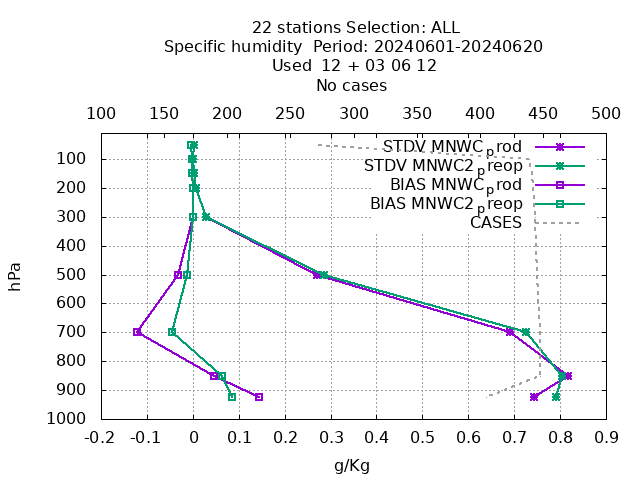 22 stations Selection: ALL
Specific humidity  Period: 20240601-20240620
Used  12 + 03 06 12
No cases
100 150 200 250 300 350 400 450 500
STDV MNWC_prod
STDV MNWC2_preop
BIAS MNWC_prod
BIAS MNWC2_preop
CASES
hPa
100
200
300
400
500
600
700
800
900
1000
-0.2 -0.1 0 0.1 0.2 0.3 0.4 0.5 0.6 0.7 0.8 0.9
g/Kg